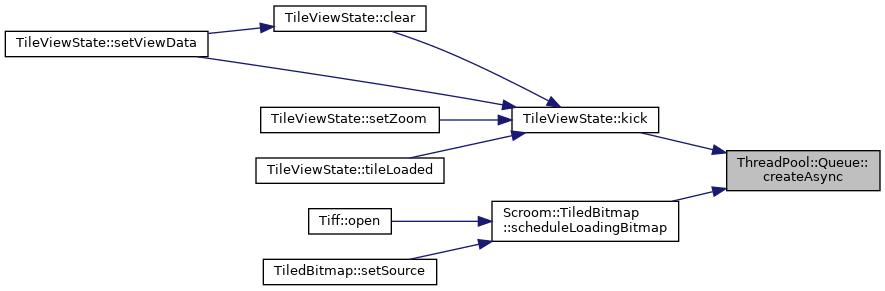 TileViewState::clear
TileViewState::setViewData
TileViewState::setZoom
TileViewState::kick
TileViewState::tileLoaded
ThreadPool::Queue::
createAsync
Scroom::TiledBitmap
::scheduleLoadingBitmap
Tiff::open
TiledBitmap::setSource